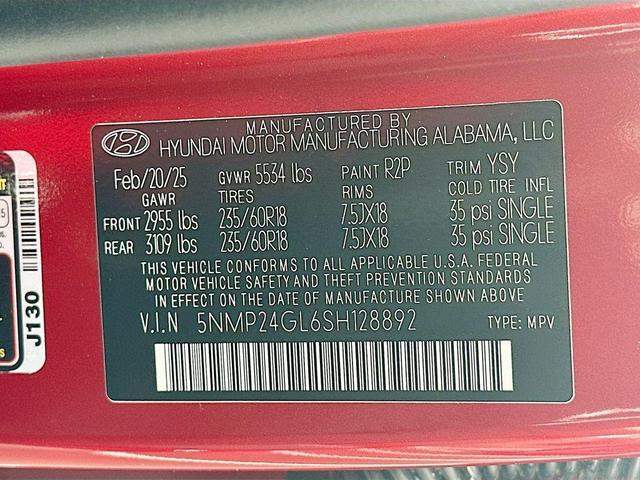 MANUFACTURED BY
HYUNDAI MOTOR MANUFACTURING ALABAMA, LLC
Feb/20/25 GVWR 5534 lbs PAINT R2P TRIM YSY
GAWR TIRES RIMS COLD TIRE INFL
FRONT 2955 lbs 235/60R18 7.5JX18 35 psi SINGLE
REAR 3109 lbs 235/60R18 7.5JX18 35 psi SINGLE
THIS VEHICLE CONFORMS TO ALL APPLICABLE U.S.A. FEDERAL
MOTOR VEHICLE SAFETY AND THEFT PREVENTION STANDARDS
IN EFFECT ON THE DATE OF MANUFACTURE SHOWN ABOVE.
V.I.N 5NMP24GL6SH128892 TYPE: MPV
J130